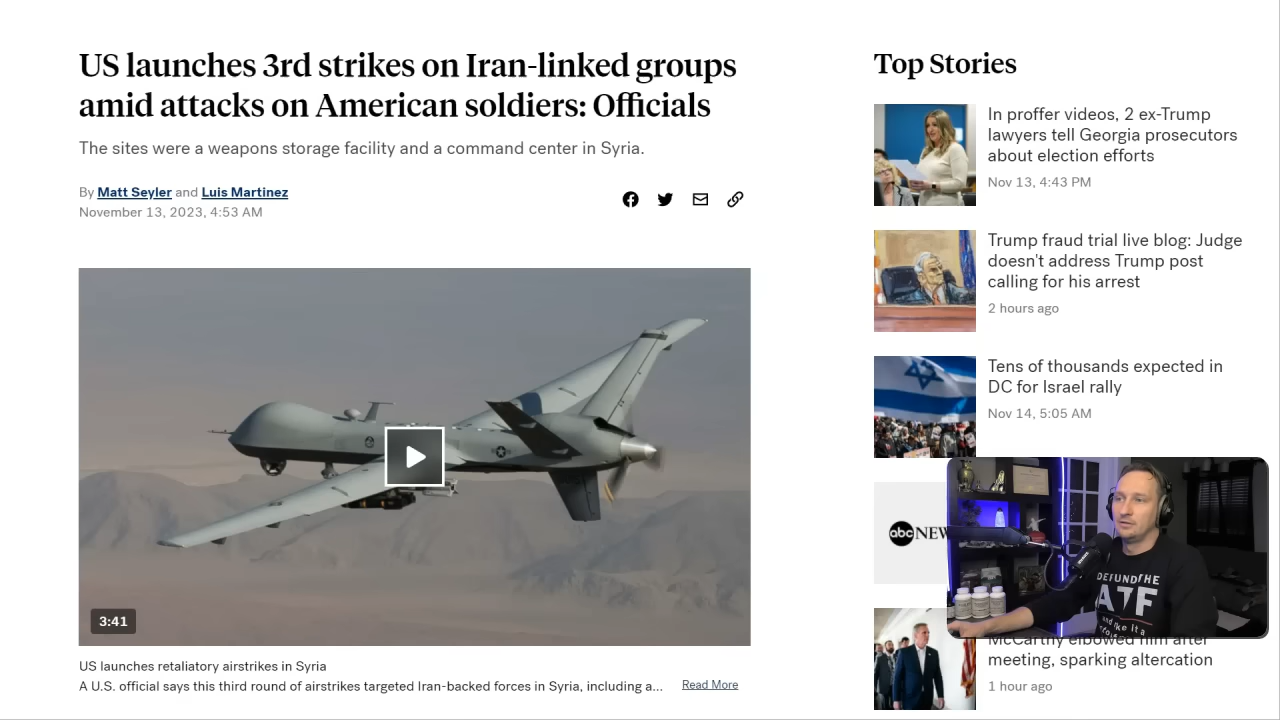 US launches 3rd strikes on Iran-linked groups
amid attacks on American soldiers: Officials
The sites were a weapons storage facility and a command center in Syria.
By Matt Seyler and Luis Martinez
November 13, 2023, 4:53 AM
3:41
US launches retaliatory airstrikes in Syria
A U.S. official says this third round of airstrikes targeted Iran-backed forces in Syria, including a...
Read More
Top Stories
In proffer videos, 2 ex-Trump
lawyers tell Georgia prosecutors
about election efforts
Nov 13, 4:43 PM
Trump fraud trial live blog: Judge
doesn't address Trump post
calling for his arrest
2 hours ago
Tens of thousands expected in
DC for Israel rally
Nov 14, 5:05 AM
abc NEW
DEFUND THE
ATF
McCarthy elbowed him after
meeting, sparking altercation
1 hour ago